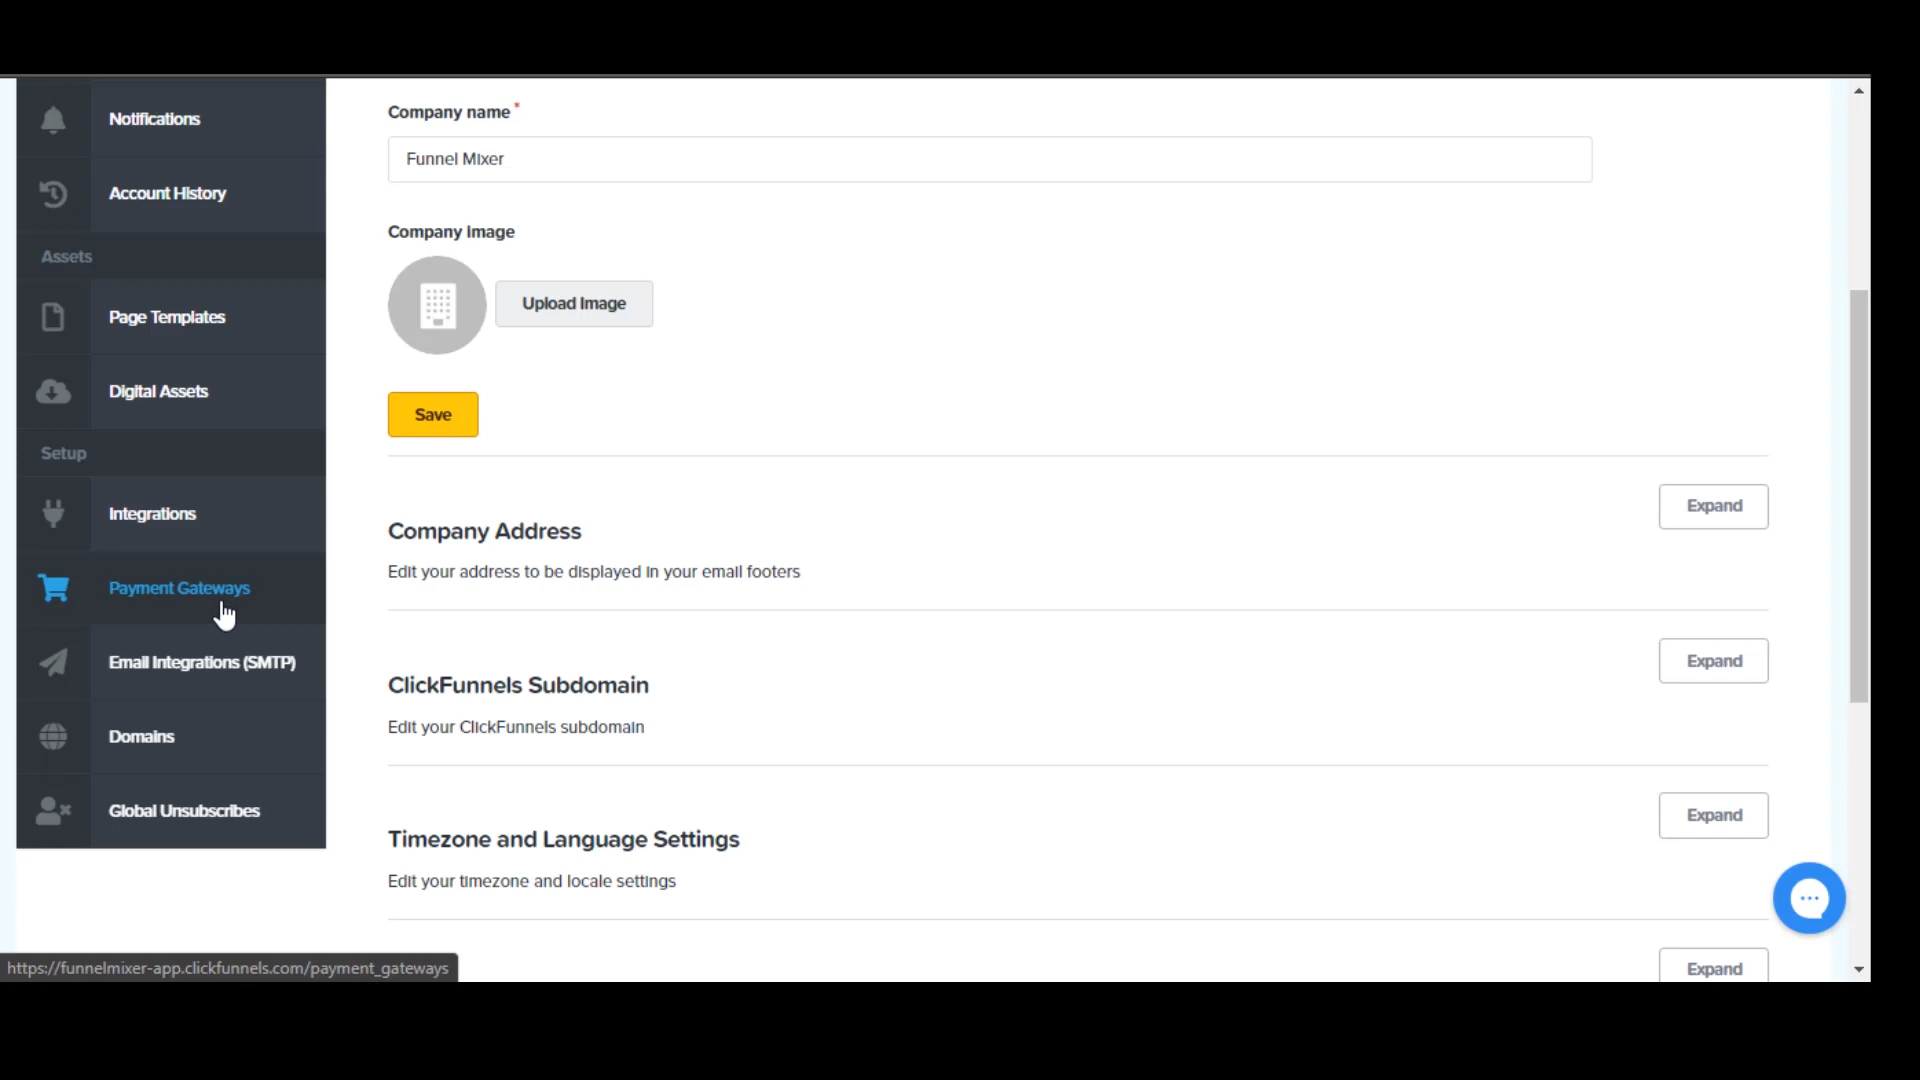 Notifications
Account History
Assets
Page Templates
Digital Assets
Setup
Integrations
Payment Gateways
Email Integrations (SMTP)
Domains
Global Unsubscribes
Company name *
Funnel Mixer
Company Image
Upload Image
Save
Company Address
Expand
Edit your address to be displayed in your email footers
ClickFunnels Subdomain
Expand
Edit your ClickFunnels subdomain
Timezone and Language Settings
Expand
Edit your timezone and locale settings
Expand
https://funnelmixer-app.clickfunnels.com/payment_gateways